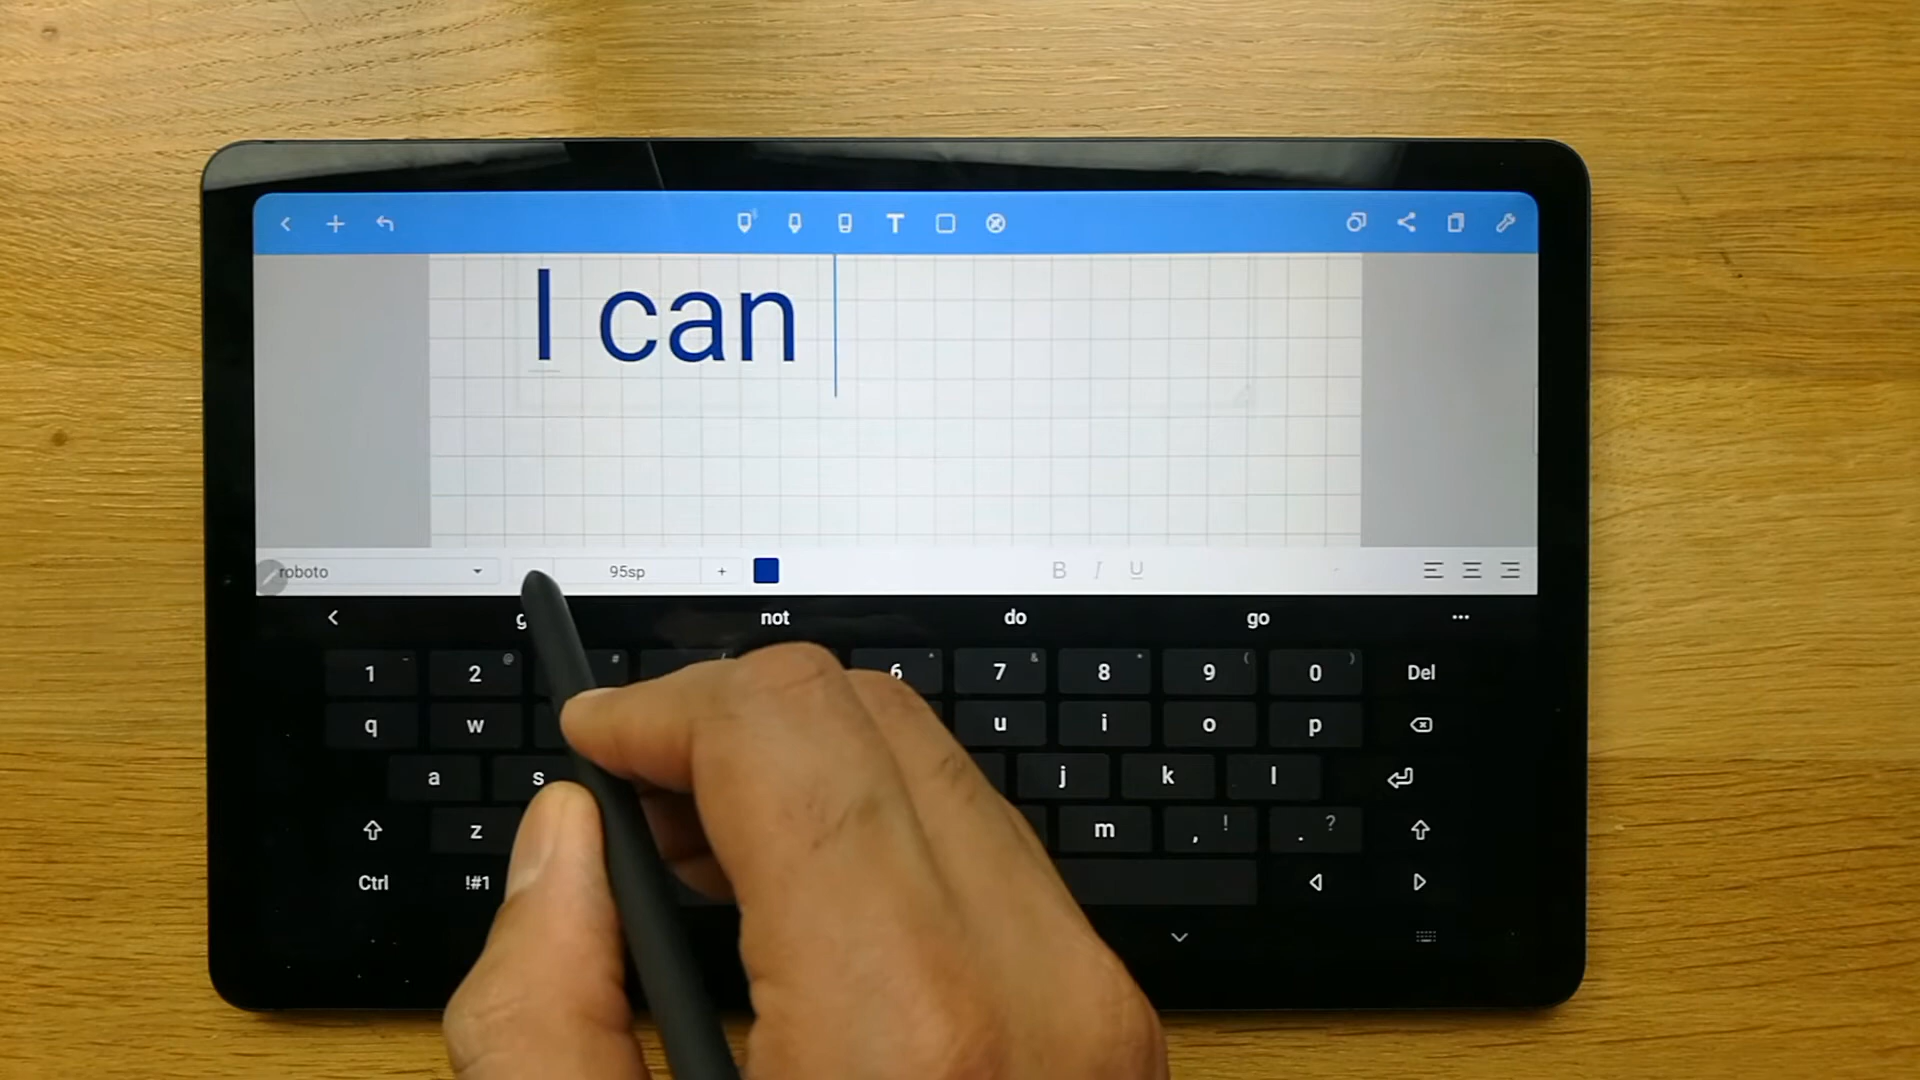 I can
roboto 95sp + B I U
not do go ...
1 - 2 @ # 6 ^ 7 & 8 * 9 ( 0 ) Del
q w u i o p
a s j k l
z m , ! . ?
Ctrl !#1